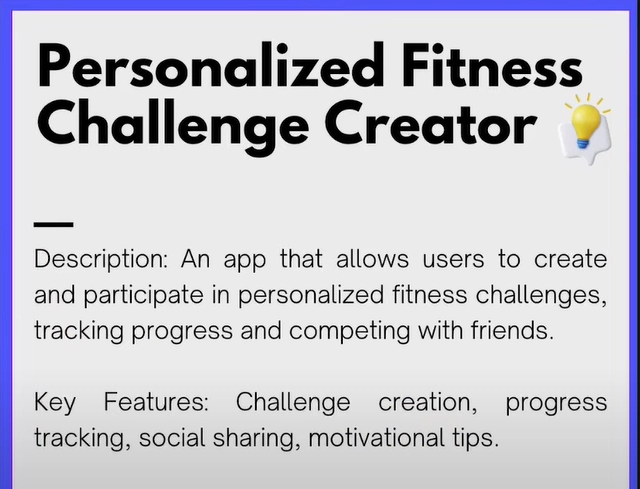 Personalized Fitness
Challenge Creator
Description: An app that allows users to create
and participate in personalized fitness challenges,
tracking progress and competing with friends.
Key Features: Challenge creation, progress
tracking, social sharing, motivational tips.